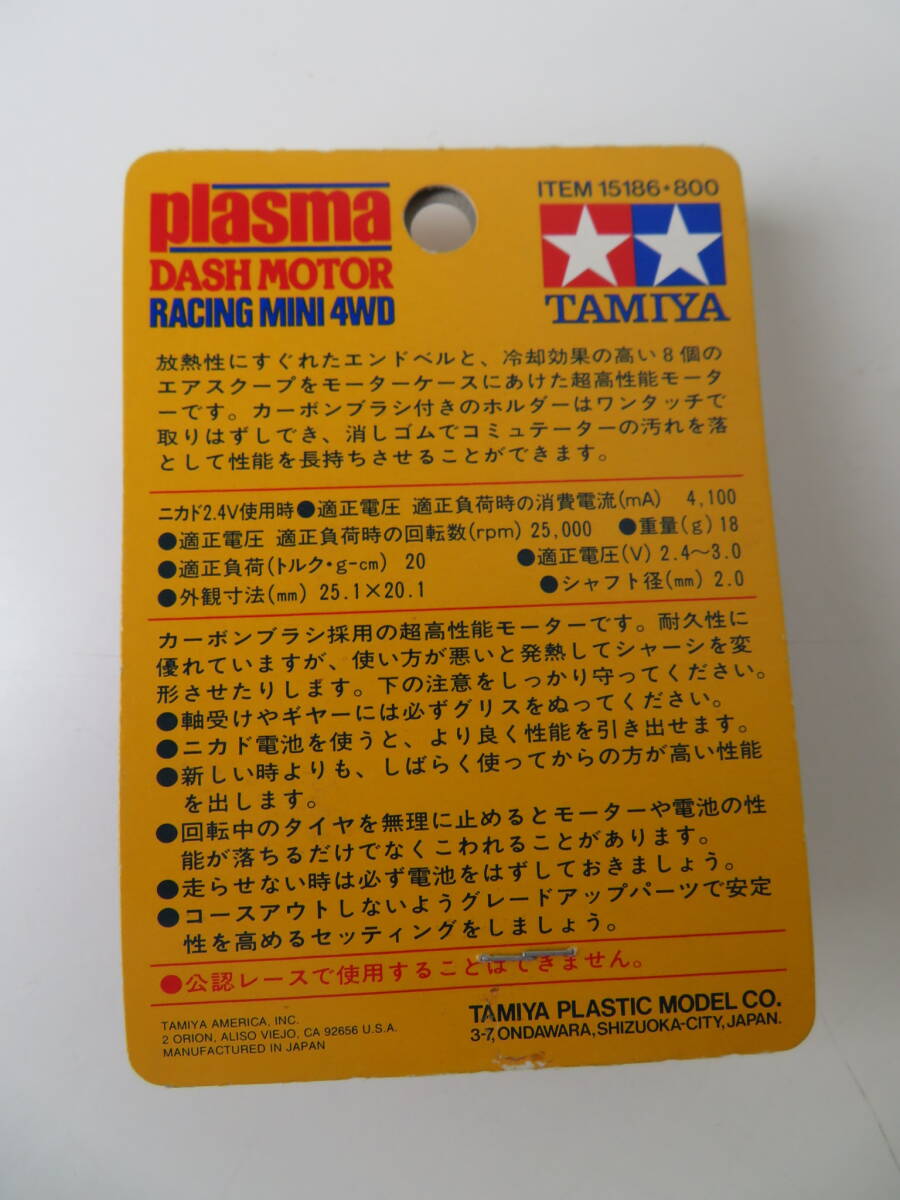 plasma
DASH MOTOR
RACING MINI 4WD
ITEM 15186・800
TAMIYA
放熱性にすぐれたエンドベルと、冷却効果の高い8個の
エアスクープをモーターケースにあけた超高性能モータ
ーです。カーボンブラシ付きのホルダーはワンタッチで
取りはずしでき、消しゴムでコミュテーターの汚れを落
として性能を長持ちさせることができます。
ニカド2.4V使用時●適正電圧 適正負荷時の消費電流(mA) 4,100
●適正電圧 適正負荷時の回転数(rpm) 25,000 ●重量(g) 18
●適正負荷(トルク・g-cm) 20 ●適正電圧(V) 2.4～3.0
●外観寸法(mm) 25.1×20.1 ●シャフト径(mm) 2.0
カーボンブラシ採用の超高性能モーターです。耐久性に
優れていますが、使い方が悪いと発熱してシャーシを変
形させたりします。下の注意をしっかり守ってください。
●軸受けやギヤーには必ずグリスをぬってください。
●ニカド電池を使うと、より良く性能を引き出せます。
●新しい時よりも、しばらく使ってからの方が高い性能
を出します。
●回転中のタイヤを無理に止めるとモーターや電池の性
能が落ちるだけでなくこわれることがあります。
●走らせない時は必ず電池をはずしておきましょう。
●コースアウトしないようグレードアップパーツで安定
性を高めるセッティングをしましょう。
●公認レースで使用することはできません。
TAMIYA AMERICA, INC.
2 ORION, ALISO VIEJO, CA 92656 U.S.A.
MANUFACTURED IN JAPAN
TAMIYA PLASTIC MODEL CO.
3-7, ONDAWARA, SHIZUOKA-CITY, JAPAN.